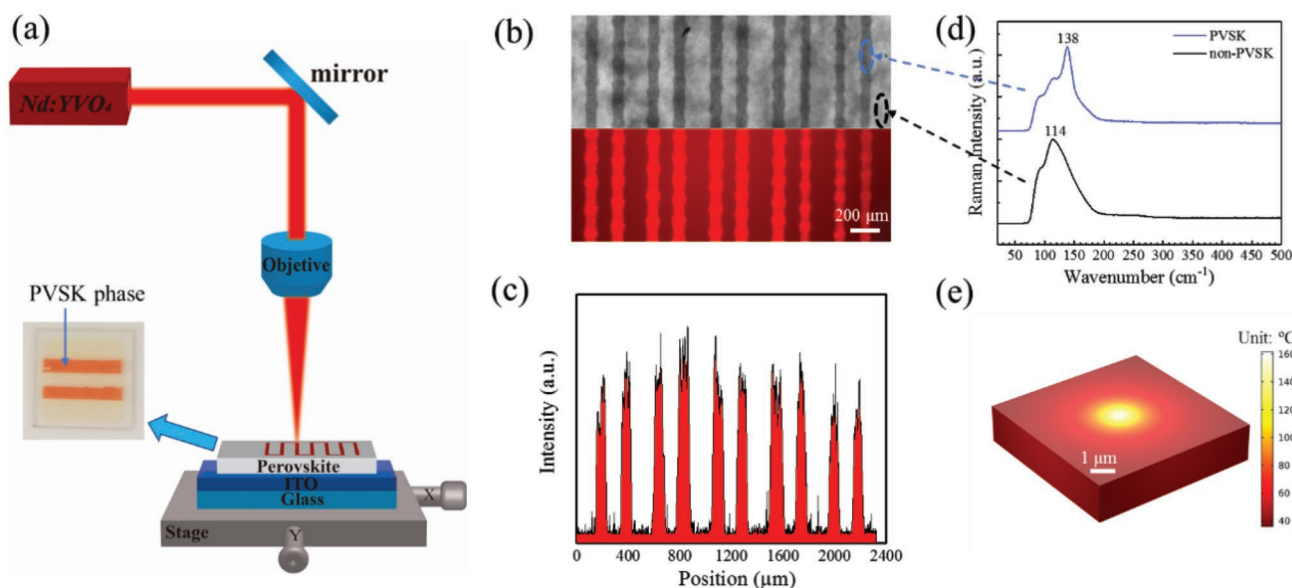 (a)
mirror
Nd:YVO₄
Objetive
PVSK phase
Perovskite
ITO
Glass
Stage
X
Y
(b)
200 μm
(c)
Intensity (a.u.)
0 400 800 1200 1600 2000 2400
Position (μm)
(d)
138
PVSK
non-PVSK
114
Raman Intensity (a.u.)
50 100 150 200 250 300 350 400 450 500
Wavenumber (cm⁻¹)
(e)
Unit: ℃
160
140
120
100
80
60
40
1 μm